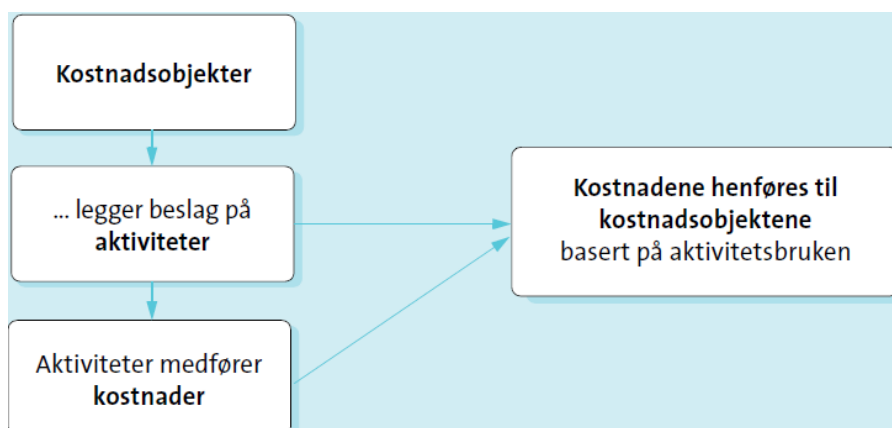 Kostnadsobjekter
... legger beslag på
aktiviteter
Aktiviteter medfører
kostnader
Kostnadene henføres til
kostnadsobjektene
basert på aktivitetsbruken